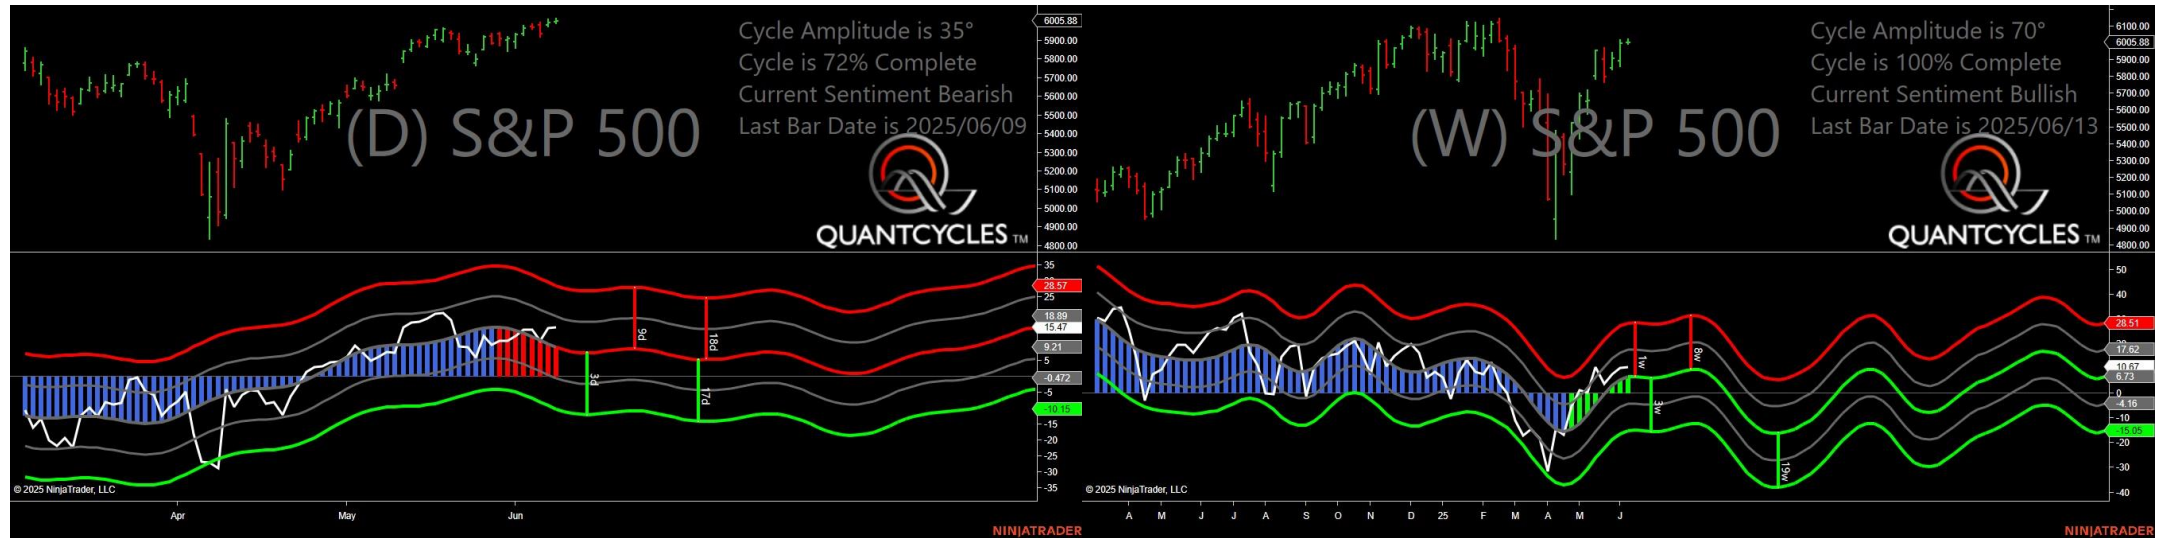 Cycle Amplitude is 35°
Cycle is 72% Complete
Current Sentiment Bearish
Last Bar Date is 2025/06/09
(D) S&P 500
QUANTCYCLES TM
6005.88
5900.00
5800.00
5700.00
5600.00
5500.00
5400.00
5300.00
5200.00
5100.00
5000.00
4900.00
4800.00
35
28.57
25
18.89
15.47
9.21
5
-0.472
-5
-10.15
-15
-20
-25
-30
-35
3d
9d
17d
18d
© 2025 NinjaTrader, LLC
Apr May Jun
NINJATRADER
Cycle Amplitude is 70°
Cycle is 100% Complete
Current Sentiment Bullish
Last Bar Date is 2025/06/13
(W) S&P 500
QUANTCYCLES TM
6100.00
6005.88
5900.00
5800.00
5700.00
5600.00
5500.00
5400.00
5300.00
5200.00
5100.00
5000.00
4900.00
4800.00
50
40
28.51
17.62
10.67
6.73
0
-4.16
-10
-15.05
-20
-30
-40
1w
3w
8w
19w
© 2025 NinjaTrader, LLC
A M J J A S O N D 25 F M A M J
NINJATRADER